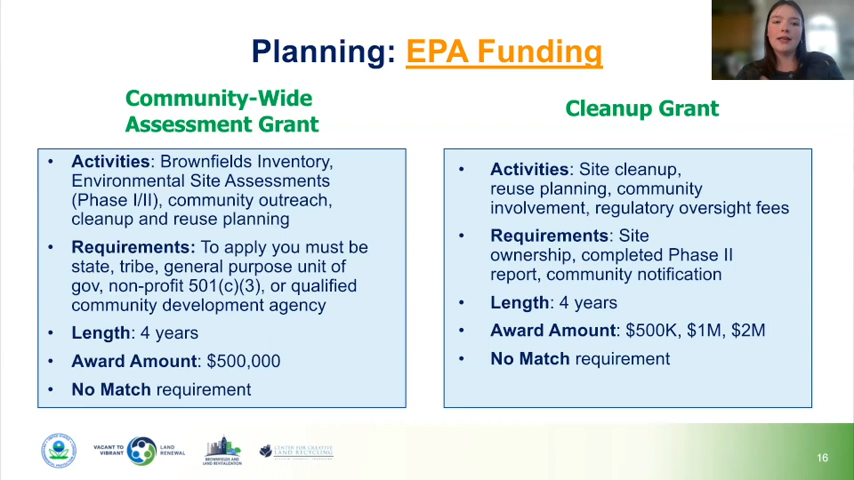 Planning: EPA Funding
Community-Wide
Assessment Grant
• Activities: Brownfields Inventory,
Environmental Site Assessments
(Phase I/II), community outreach,
cleanup and reuse planning
• Requirements: To apply you must be
state, tribe, general purpose unit of
gov, non-profit 501(c)(3), or qualified
community development agency
• Length: 4 years
• Award Amount: $500,000
• No Match requirement
Cleanup Grant
• Activities: Site cleanup,
reuse planning, community
involvement, regulatory oversight fees
• Requirements: Site
ownership, completed Phase II
report, community notification
• Length: 4 years
• Award Amount: $500K, $1M, $2M
• No Match requirement
VACANT TO
VIBRANT
LAND
RENEWAL
BROWNFIELDS AND
LAND REVITALIZATION
CENTER FOR CREATIVE
LAND RECYCLING
16